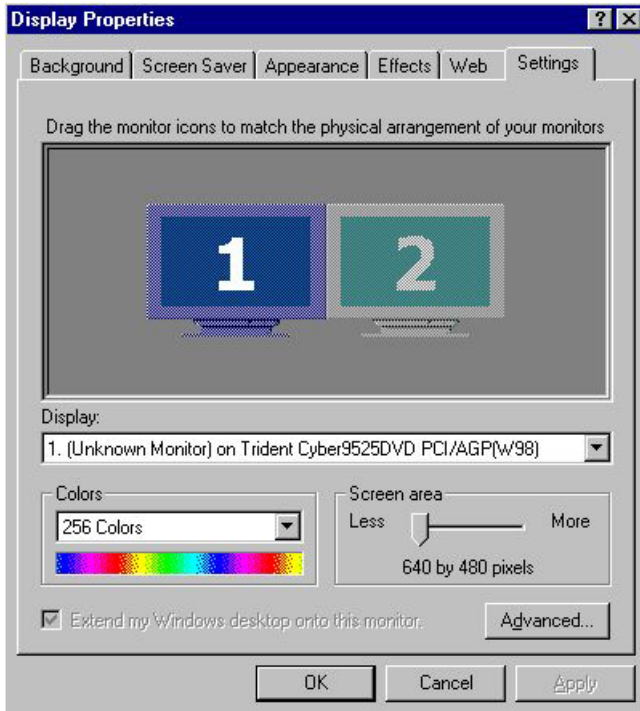 Display Properties
Background Screen Saver Appearance Effects Web Settings
Drag the monitor icons to match the physical arrangement of your monitors
1 2
Display:
1. (Unknown Monitor) on Trident Cyber9525DVD PCI/AGP(W98)
Colors Screen area
256 Colors Less More
640 by 480 pixels
Extend my Windows desktop onto this monitor. Advanced...
OK Cancel Apply